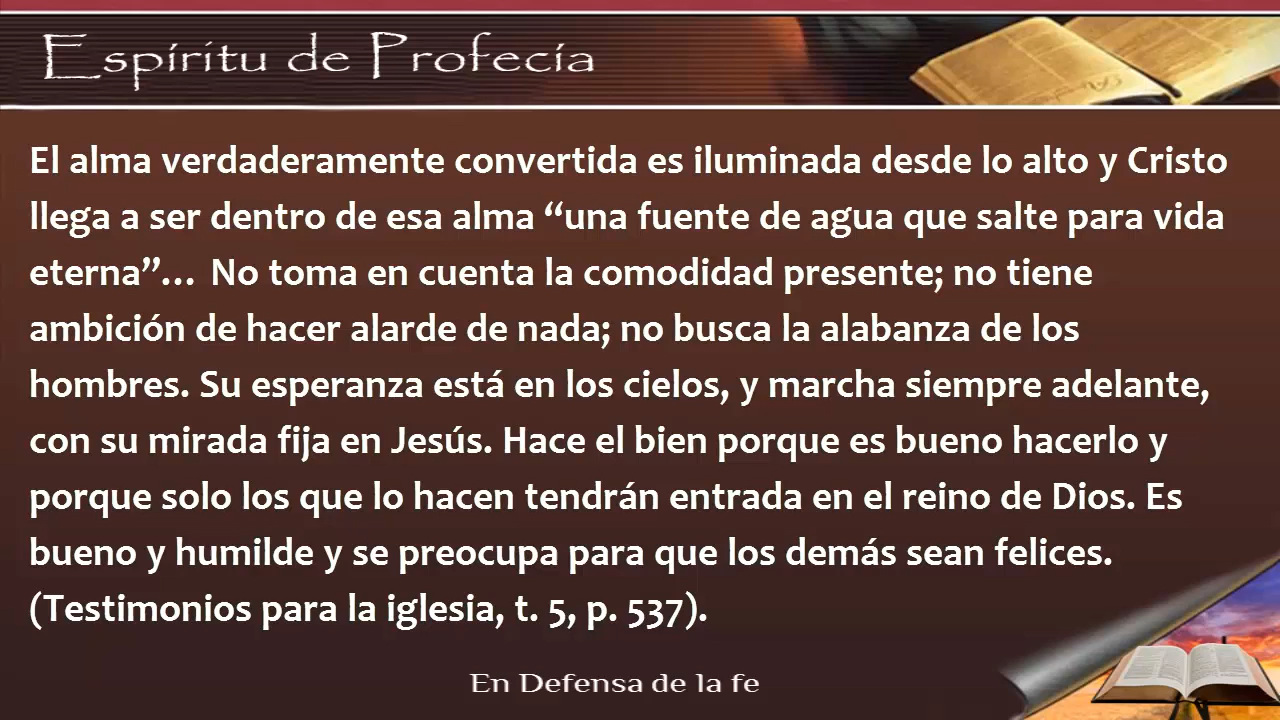 Espíritu de Profecía
El alma verdaderamente convertida es iluminada desde lo alto y Cristo
llega a ser dentro de esa alma “una fuente de agua que salte para vida
eterna”… No toma en cuenta la comodidad presente; no tiene
ambición de hacer alarde de nada; no busca la alabanza de los
hombres. Su esperanza está en los cielos, y marcha siempre adelante,
con su mirada fija en Jesús. Hace el bien porque es bueno hacerlo y
porque solo los que lo hacen tendrán entrada en el reino de Dios. Es
bueno y humilde y se preocupa para que los demás sean felices.
(Testimonios para la iglesia, t. 5, p. 537).
En Defensa de la fe